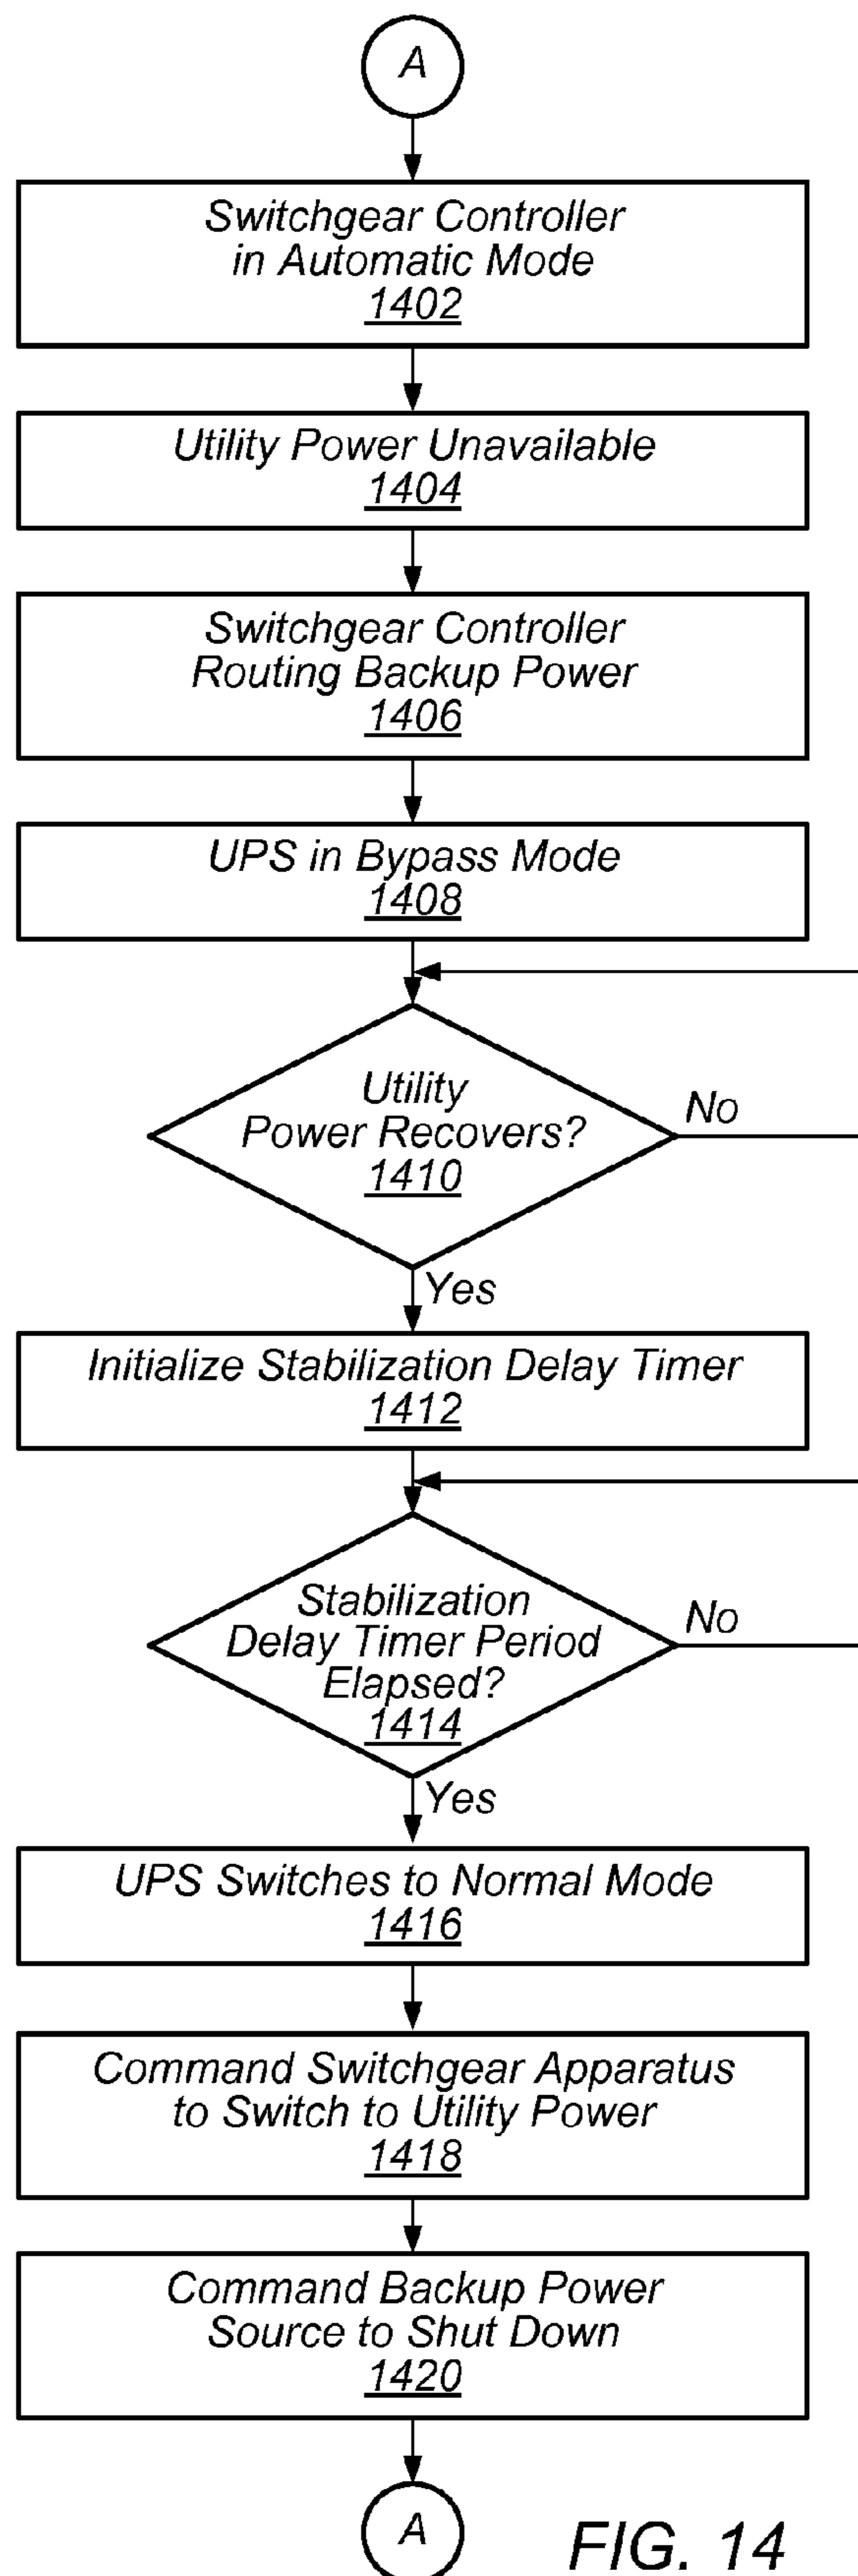 A
Switchgear Controller
in Automatic Mode
1402
Utility Power Unavailable
1404
Switchgear Controller
Routing Backup Power
1406
UPS in Bypass Mode
1408
Utility
Power Recovers?
1410
No
Yes
Initialize Stabilization Delay Timer
1412
Stabilization
Delay Timer Period
Elapsed?
1414
No
Yes
UPS Switches to Normal Mode
1416
Command Switchgear Apparatus
to Switch to Utility Power
1418
Command Backup Power
Source to Shut Down
1420
A
FIG. 14